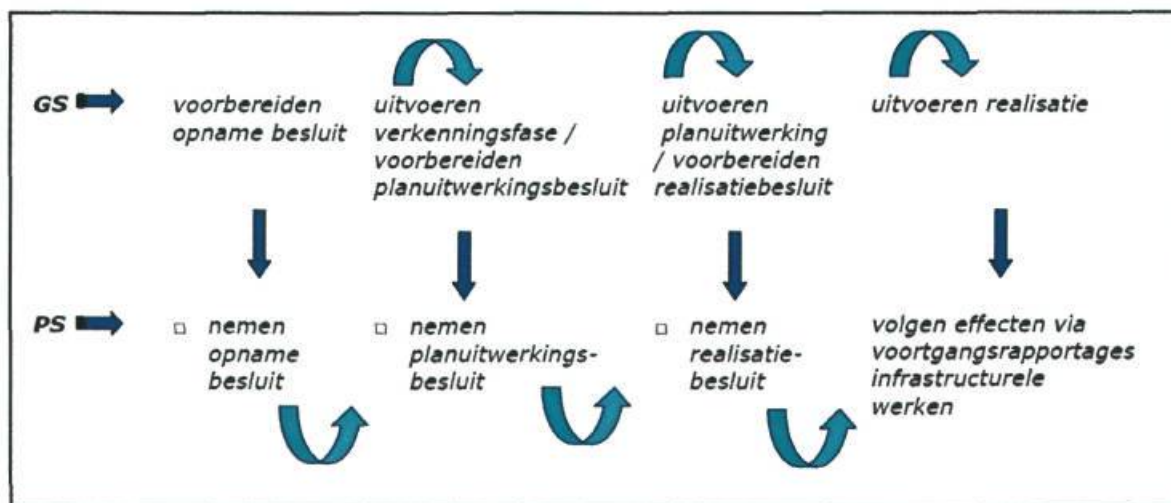 GS
voorbereiden
opname besluit
uitvoeren
verkenningsfase /
voorbereiden
planuitwerkingsbesluit
uitvoeren
planuitwerking
/ voorbereiden
realisatiebesluit
uitvoeren realisatie
PS
nemen
opname
besluit
nemen
planuitwerkings-
besluit
nemen
realisatie-
besluit
volgen effecten via
voortgangsrapportages
infrastructurele
werken